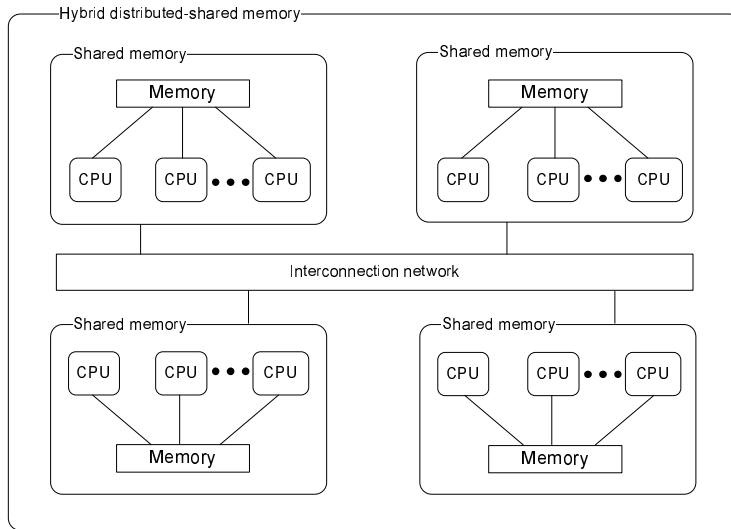 Hybrid distributed-shared memory
Shared memory
Memory
CPU CPU ●●● CPU
Shared memory
Memory
CPU CPU ●●● CPU
Interconnection network
Shared memory
CPU CPU ●●● CPU
Memory
Shared memory
CPU CPU ●●● CPU
Memory